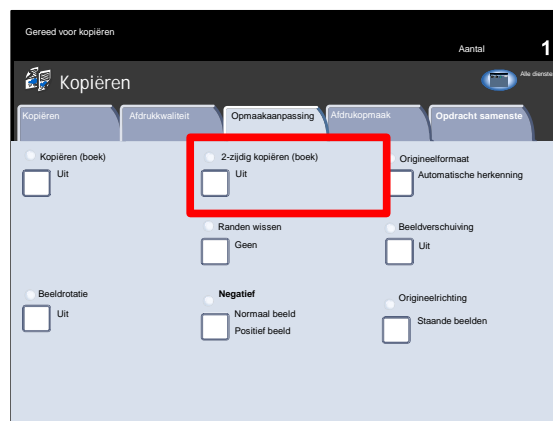 Gereed voor kopiëren
Aantal 1
Kopiëren
Alle dienste
Kopiëren
Afdrukkwaliteit
Opmaakaanpassing
Afdrukopmaak
Opdracht samenste
Kopiëren (boek)
Uit
2-zijdig kopiëren (boek)
Uit
Origineelformaat
Automatische herkenning
Randen wissen
Geen
Beeldverschuiving
Uit
Beeldrotatie
Uit
Negatief
Normaal beeld
Positief beeld
Origineelrichting
Staande beelden